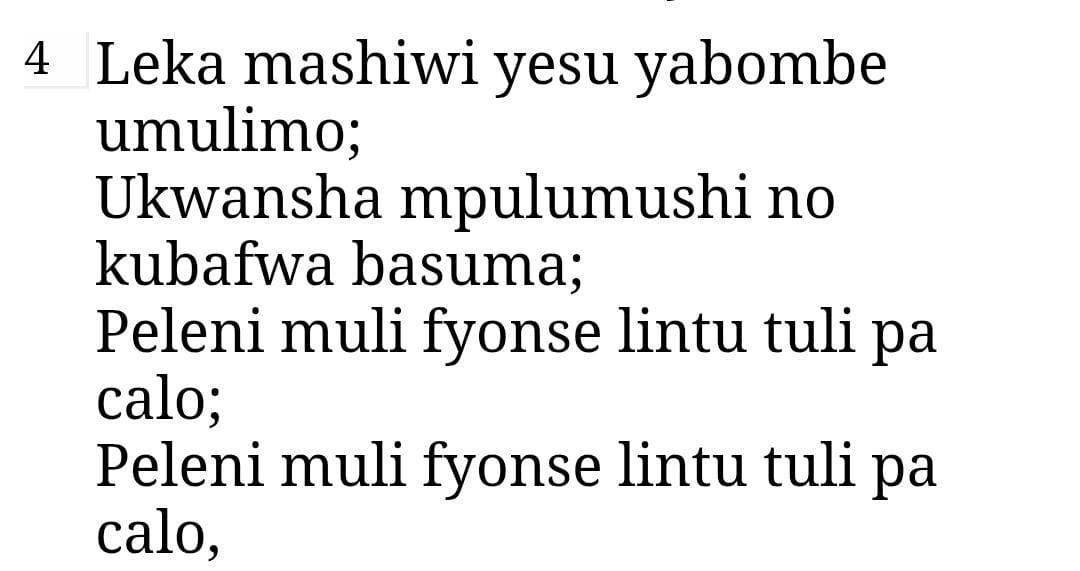 4 Leka mashiwi yesu yabombe
umulimo;
Ukwansha mpulumushi no
kubafwa basuma;
Peleni muli fyonse lintu tuli pa
calo;
Peleni muli fyonse lintu tuli pa
calo,